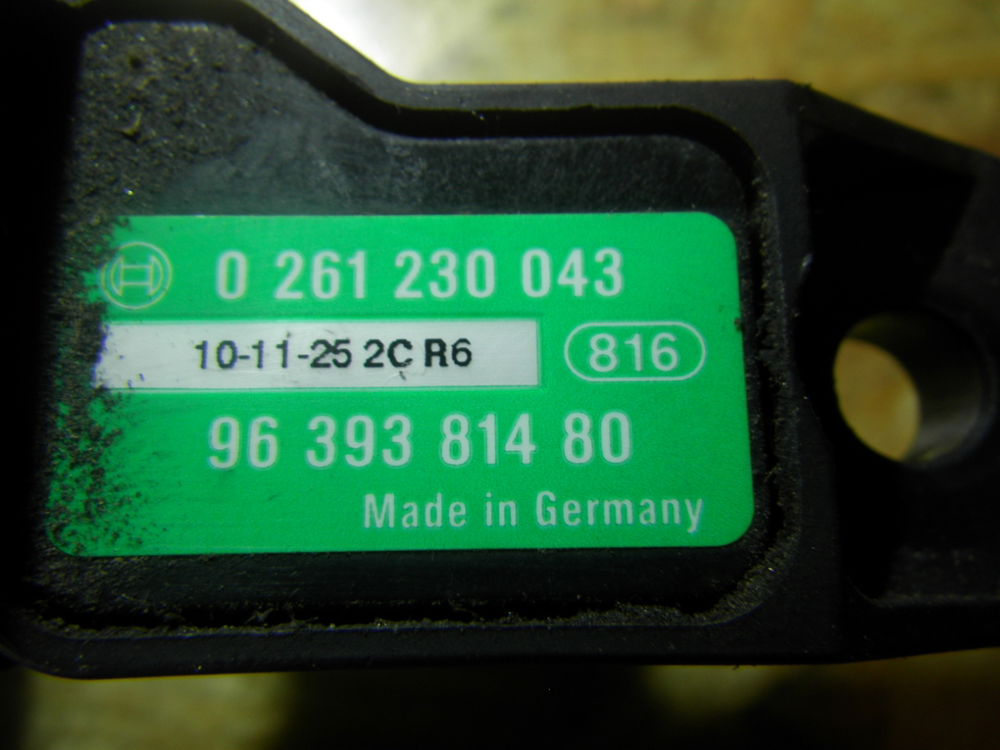 0 261 230 043
10-11-25 2C R6
816
96 393 814 80
Made in Germany